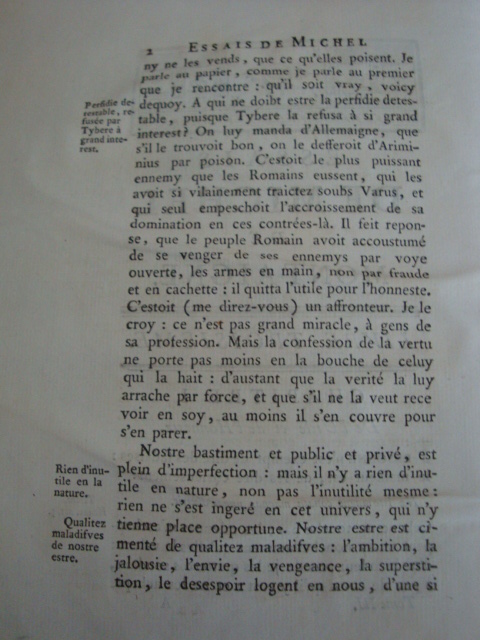 2 ESSAIS DE MICHEL
ny ne les vends, que ce qu'elles poisent. Je
parle au papier, comme je parle au premier
que je rencontre : qu'il soit vray, voicy
dequoy. A qui ne doibt estre la perfidie detes-
table, puisque Tybere la refusa à si grand
interest? On luy manda d'Allemaigne, que
s'il le trouvoit bon, on le defferoit d'Arimi-
nius par poison. C'estoit le plus puissant
ennemy que les Romains eussent, qui les
avoit si vilainement traictez soubs Varus, et
qui seul empeschoit l'accroissement de sa
domination en ces contrées-là. Il feit repon-
se, que le peuple Romain avoit accoustumé
de se venger de ses ennemys par voye
ouverte, les armes en main, non par fraude
et en cachette : il quitta l'utile pour l'honneste.
C'estoit (me direz-vous) un affronteur. Je le
croy : ce n'est pas grand miracle, à gens de
sa profession. Mais la confession de la vertu
ne porte pas moins en la bouche de celuy
qui la hait : d'austant que la verité la luy
arrache par force, et que s'il ne la veut rece
voir en soy, au moins il s'en couvre pour
s'en parer.
Nostre bastiment et public et privé, est
plein d'imperfection : mais il n'y a rien d'inu-
tile en nature, non pas l'inutilité mesme :
rien ne s'est ingeré en cet univers, qui n'y
tienne place opportune. Nostre estre est ci-
menté de qualitez maladifves : l'ambition, la
jalousie, l'envie, la vengeance, la supersti-
tion, le desespoir logent en nous, d'une si
Perfidie de-
testable, re-
fusée par
Tybere à
grand inte-
rest.
Rien d'inu-
tile en la
nature.
Qualitez
maladifves
de nostre
estre.